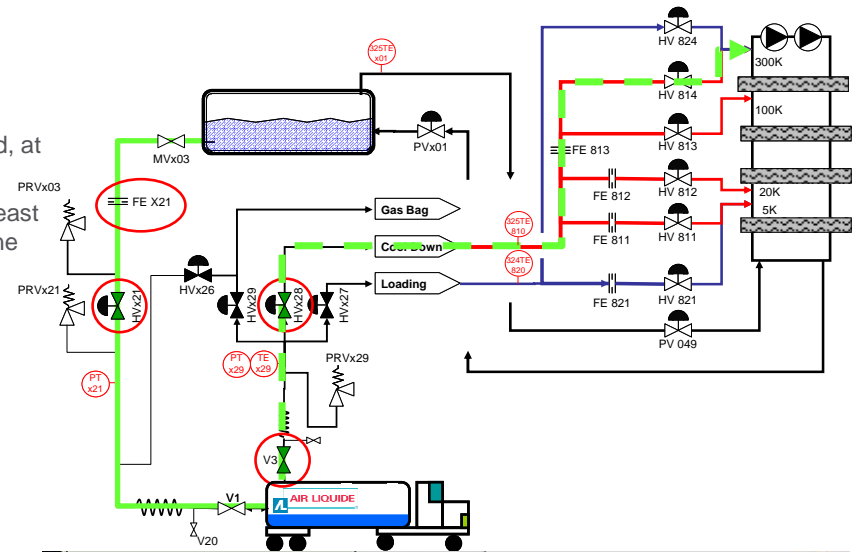 325TE
x01
HV 824
300K
d, at
HV 814
100K
MVx03
PVx01
FE 813
HV 813
PRVx03
east
ne
FE X21
Gas Bag
FE 812
HV 812
20K
5K
325TE
810
Cool Down
FE 811
HV 811
324TE
820
PRVx21
HVx21
HVx26
HVx29
HVx28
HVx27
Loading
FE 821
HV 821
PV 049
PT
x21
PT
x29
TE
x29
PRVx29
V3
V1
AL
AIR LIQUIDE
V20